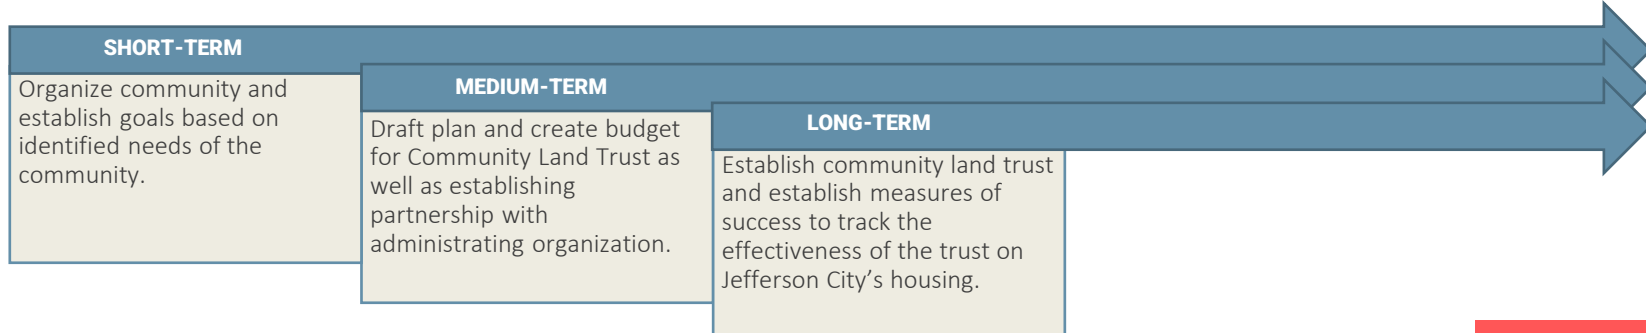 SHORT-TERM
Organize community and
establish goals based on
identified needs of the
community.
MEDIUM-TERM
Draft plan and create budget
for Community Land Trust as
well as establishing
partnership with
administrating organization.
LONG-TERM
Establish community land trust
and establish measures of
success to track the
effectiveness of the trust on
Jefferson City’s housing.